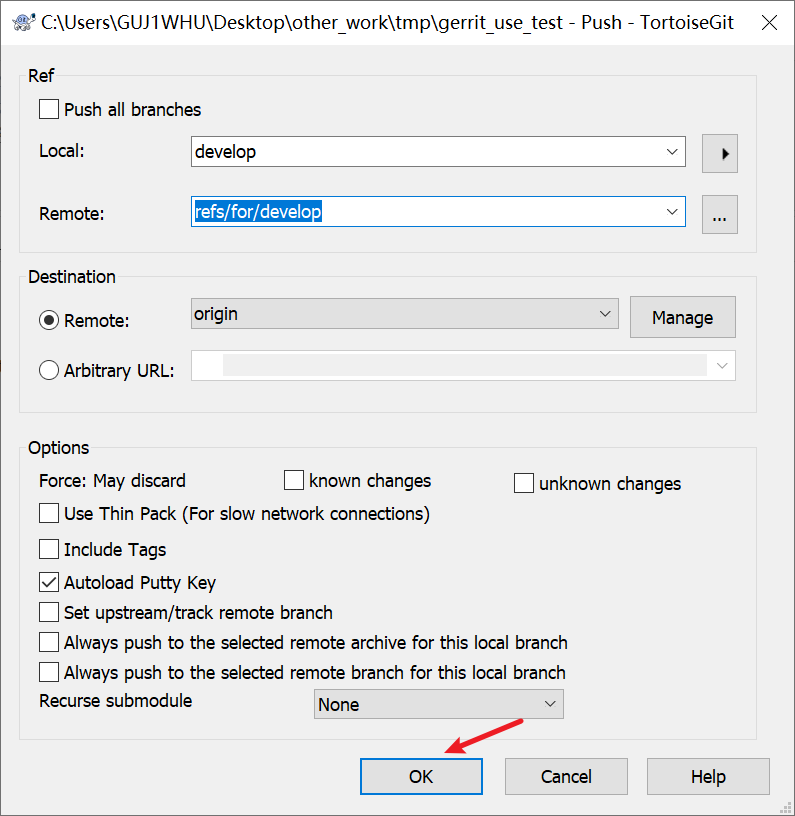 C:\Users\GUJ1WHU\Desktop\other_work\tmp\gerrit_use_test - Push - TortoiseGit
Ref
Push all branches
Local:
develop
Remote:
refs/for/develop
...
Destination
Remote:
origin
Manage
Arbitrary URL:
Options
Force: May discard
known changes
unknown changes
Use Thin Pack (For slow network connections)
Include Tags
Autoload Putty Key
Set upstream/track remote branch
Always push to the selected remote archive for this local branch
Always push to the selected remote branch for this local branch
Recurse submodule
None
OK
Cancel
Help